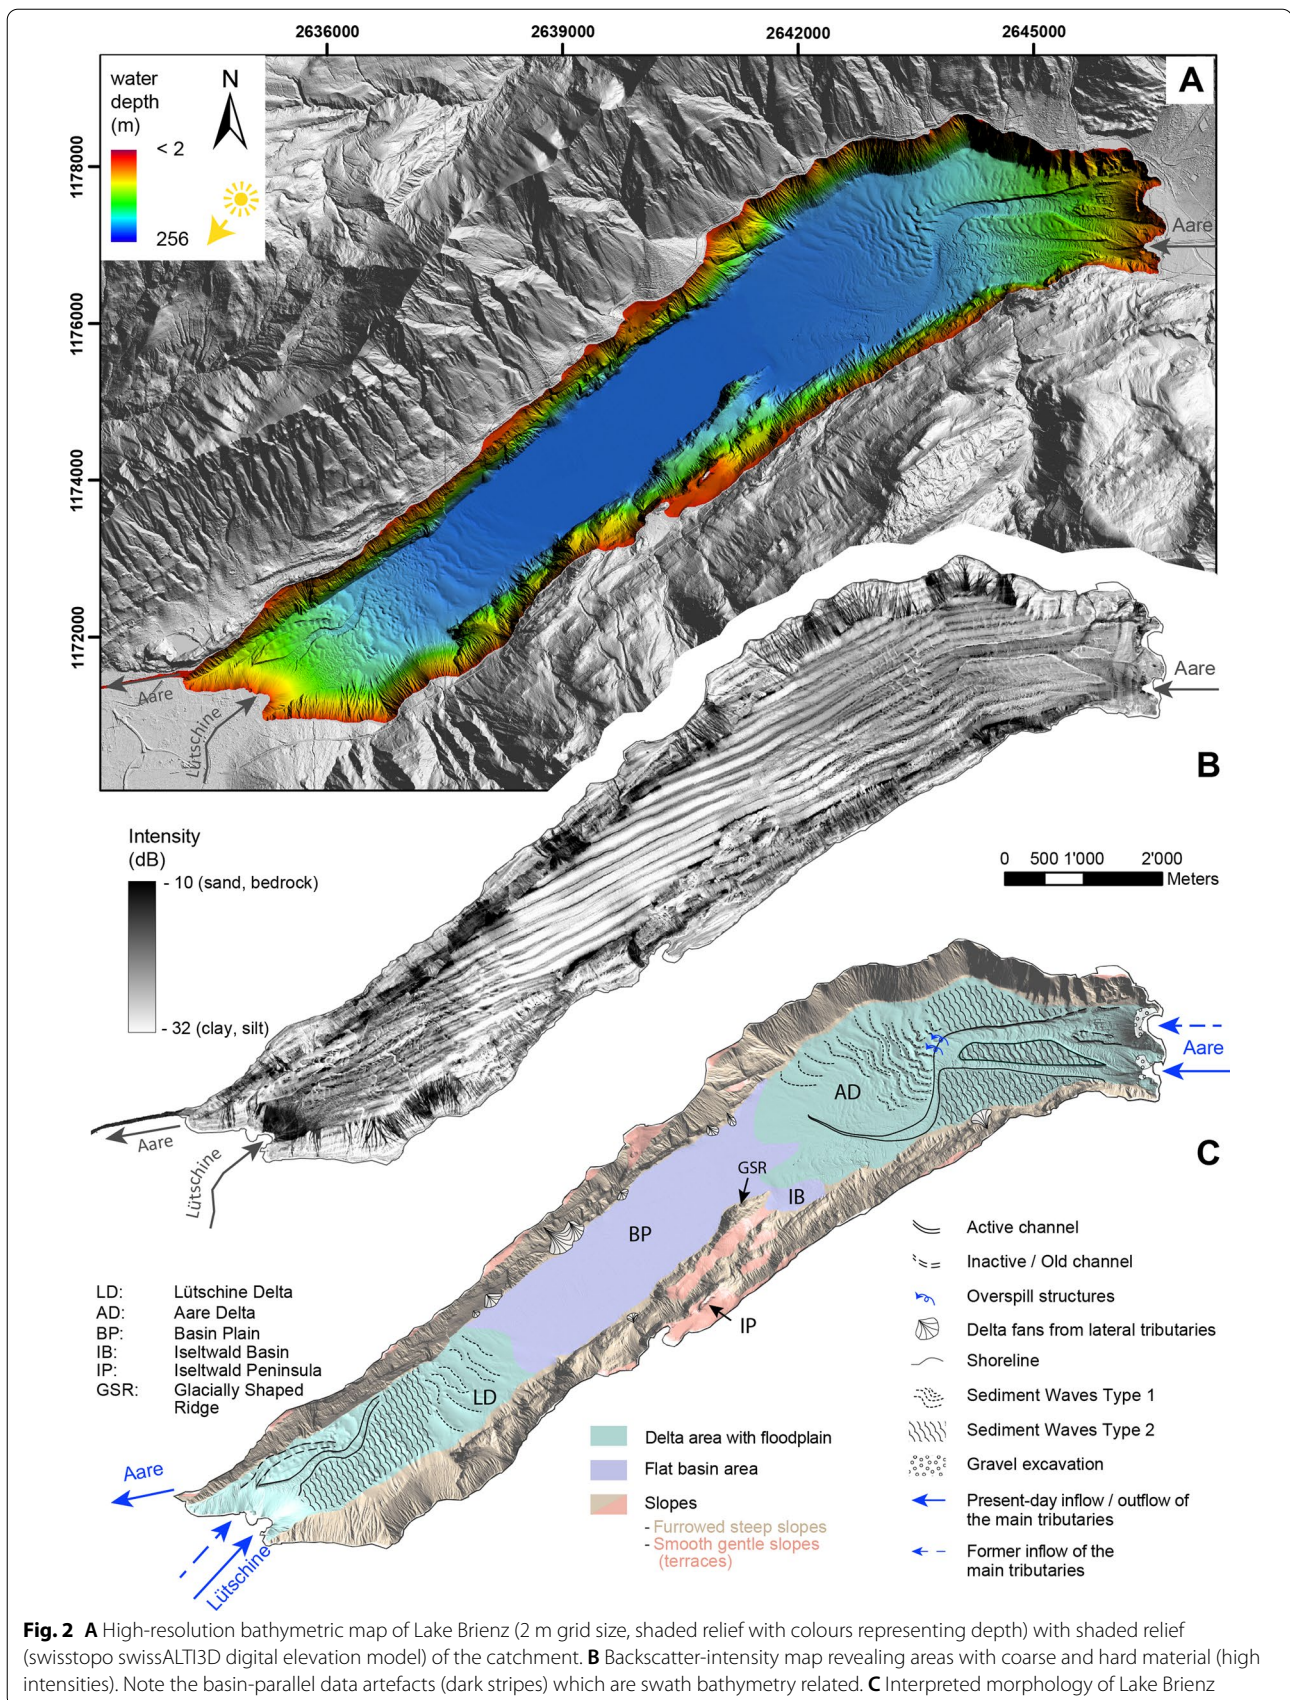 2636000 2639000 2642000 2645000
1178000
1176000
1174000
1172000
water
depth
(m)
< 2
256
N
A
Aare
Aare
Lütschine
B
Aare
Intensity
(dB)
- 10 (sand, bedrock)
- 32 (clay, silt)
0 500 1'000 2'000
Meters
Aare
Lütschine
C
Aare
AD
GSR
IB
BP
IP
LD
Aare
Lütschine
LD: Lütschine Delta
AD: Aare Delta
BP: Basin Plain
IB: Iseltwald Basin
IP: Iseltwald Peninsula
GSR: Glacially Shaped
Ridge
Delta area with floodplain
Flat basin area
Slopes
- Furrowed steep slopes
- Smooth gentle slopes
(terraces)
Active channel
Inactive / Old channel
Overspill structures
Delta fans from lateral tributaries
Shoreline
Sediment Waves Type 1
Sediment Waves Type 2
Gravel excavation
Present-day inflow / outflow of
the main tributaries
Former inflow of the
main tributaries
Fig. 2 A High-resolution bathymetric map of Lake Brienz (2 m grid size, shaded relief with colours representing depth) with shaded relief
(swisstopo swissALTI3D digital elevation model) of the catchment. B Backscatter-intensity map revealing areas with coarse and hard material (high
intensities). Note the basin-parallel data artefacts (dark stripes) which are swath bathymetry related. C Interpreted morphology of Lake Brienz